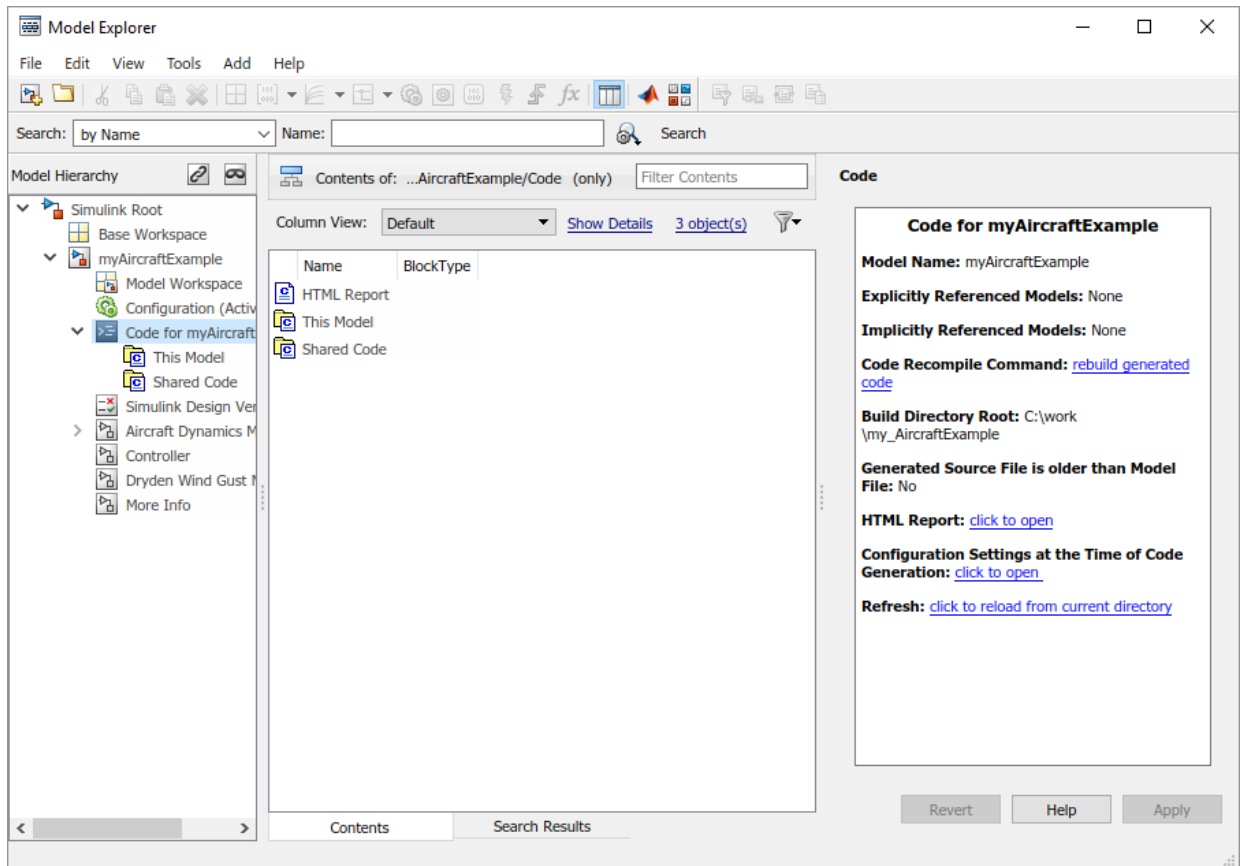 Model Explorer
File Edit View Tools Add Help
fx
Search: by Name Name: Search
Model Hierarchy
Simulink Root
Base Workspace
myAircraftExample
Model Workspace
Configuration (Activ
Code for myAircraft
This Model
Shared Code
Simulink Design Ver
Aircraft Dynamics M
Controller
Dryden Wind Gust M
More Info
Contents of: ...AircraftExample/Code (only) Filter Contents
Column View: Default Show Details 3 object(s)
Name BlockType
HTML Report
This Model
Shared Code
Contents Search Results
Code
Code for myAircraftExample
Model Name: myAircraftExample
Explicitly Referenced Models: None
Implicitly Referenced Models: None
Code Recompile Command: rebuild generated
code
Build Directory Root: C:\work
\my_AircraftExample
Generated Source File is older than Model
File: No
HTML Report: click to open
Configuration Settings at the Time of Code
Generation: click to open
Refresh: click to reload from current directory
Revert Help Apply